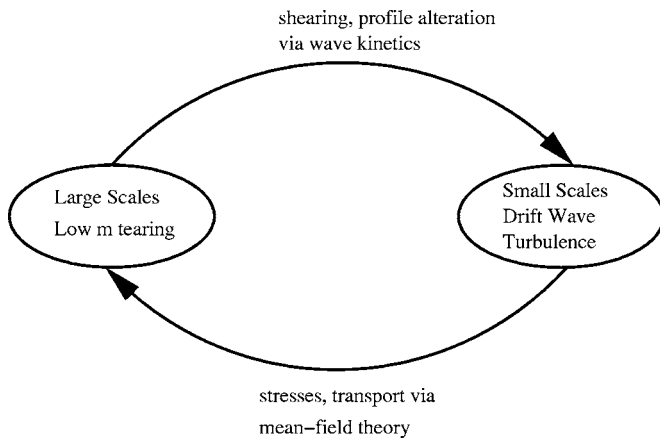 shearing, profile alteration
via wave kinetics
Large Scales
Low m tearing
Small Scales
Drift Wave
Turbulence
stresses, transport via
mean−field theory